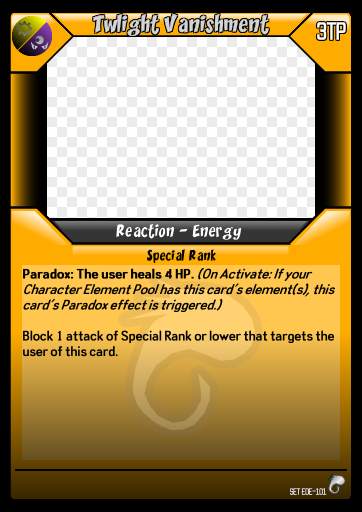 Twlight Vanishment
3TP
Reaction - Energy
Special Rank
Paradox: The user heals 4 HP. (On Activate: If your
Character Element Pool has this card's element(s), this
card's Paradox effect is triggered.)
Block 1 attack of Special Rank or lower that targets the
user of this card.
SET EOE-101